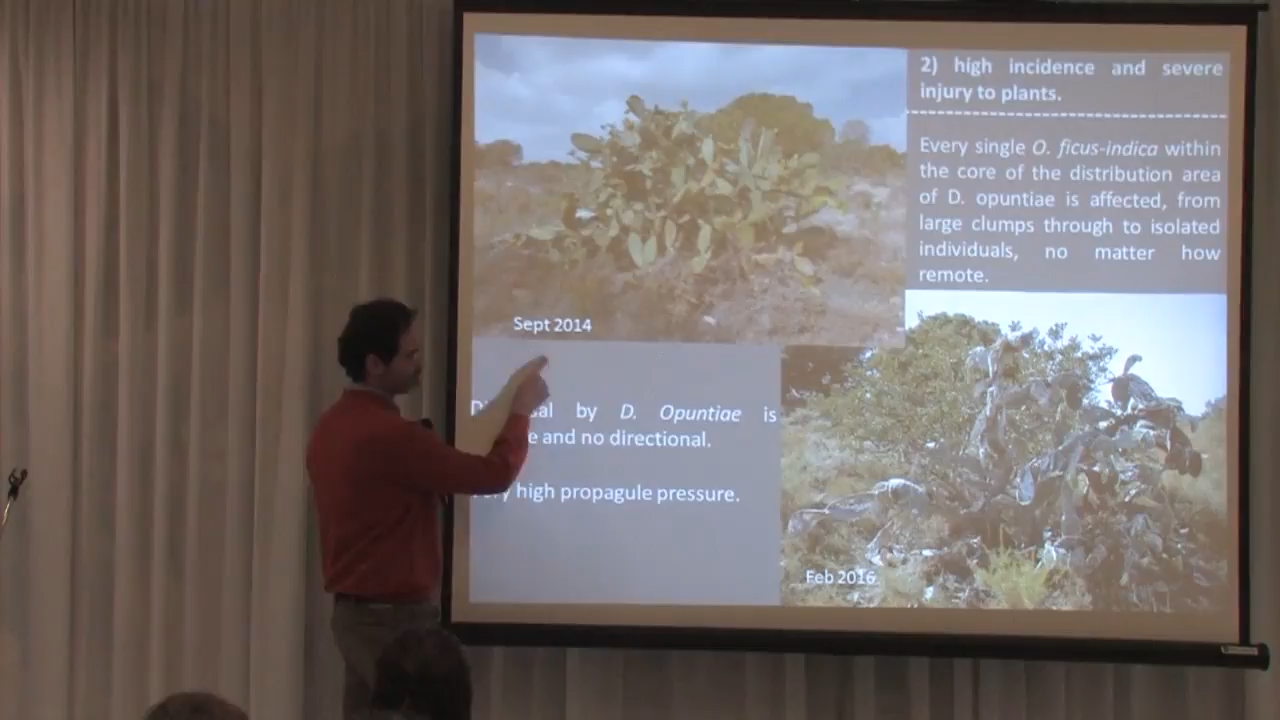 2) high incidence and severe
injury to plants.
Every single O. ficus-indica within
the core of the distribution area
of D. opuntiae is affected, from
large clumps through to isolated
individuals, no matter how
remote.
Sept 2014
by D. Opuntiae is
and no directional.
high propagule pressure.
Feb 2016